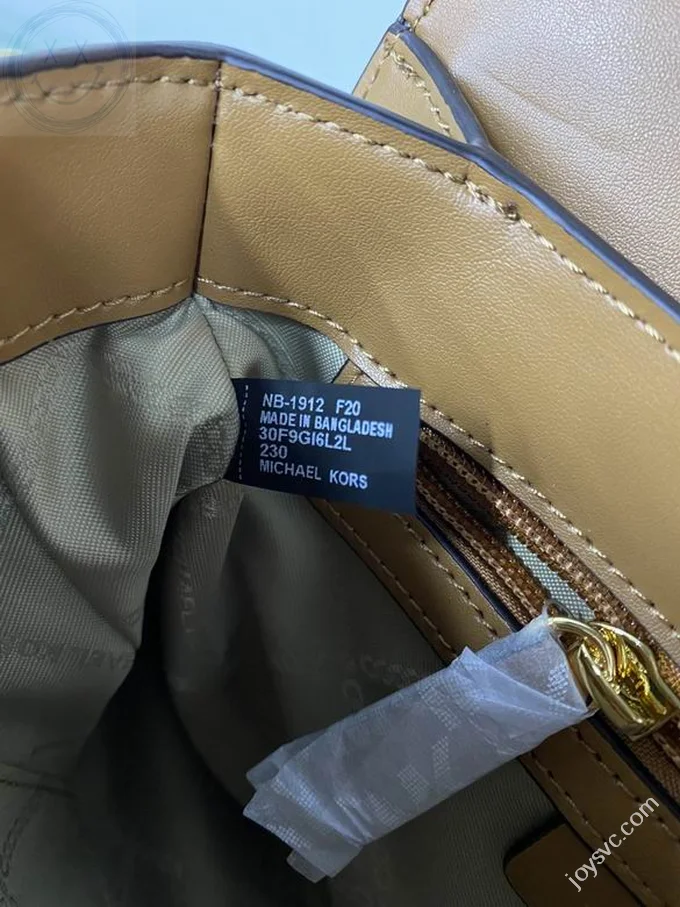 NB-1912 F20
MADE IN BANGLADESH
30F9GI6L2L
230
MICHAEL KORS
joysvc.com